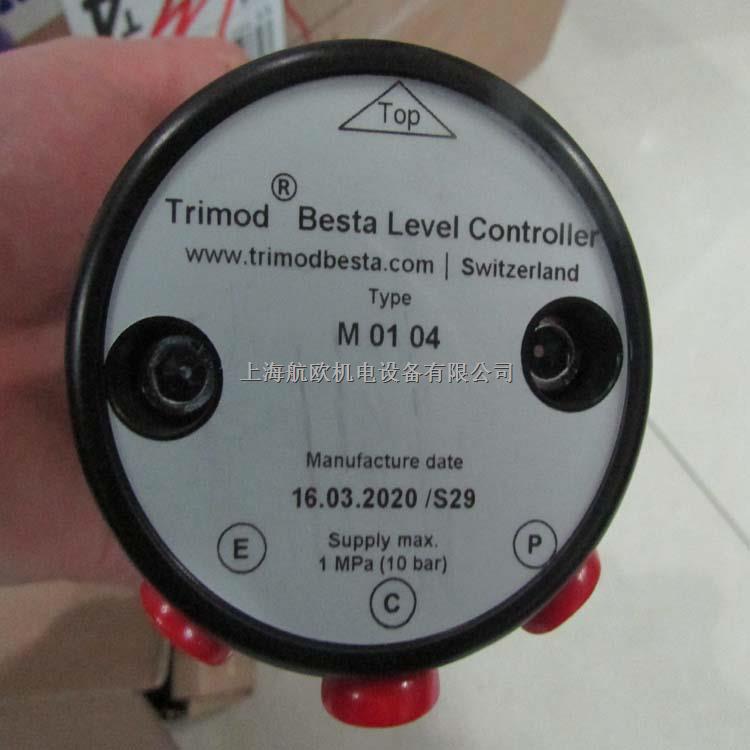 Top
Trimod® Besta Level Controller
www.trimodbesta.com | Switzerland
Type
M 01 04
上海航欧机电设备有限公司
Manufacture date
16.03.2020 /S29
E
Supply max.
P
1 MPa (10 bar)
C